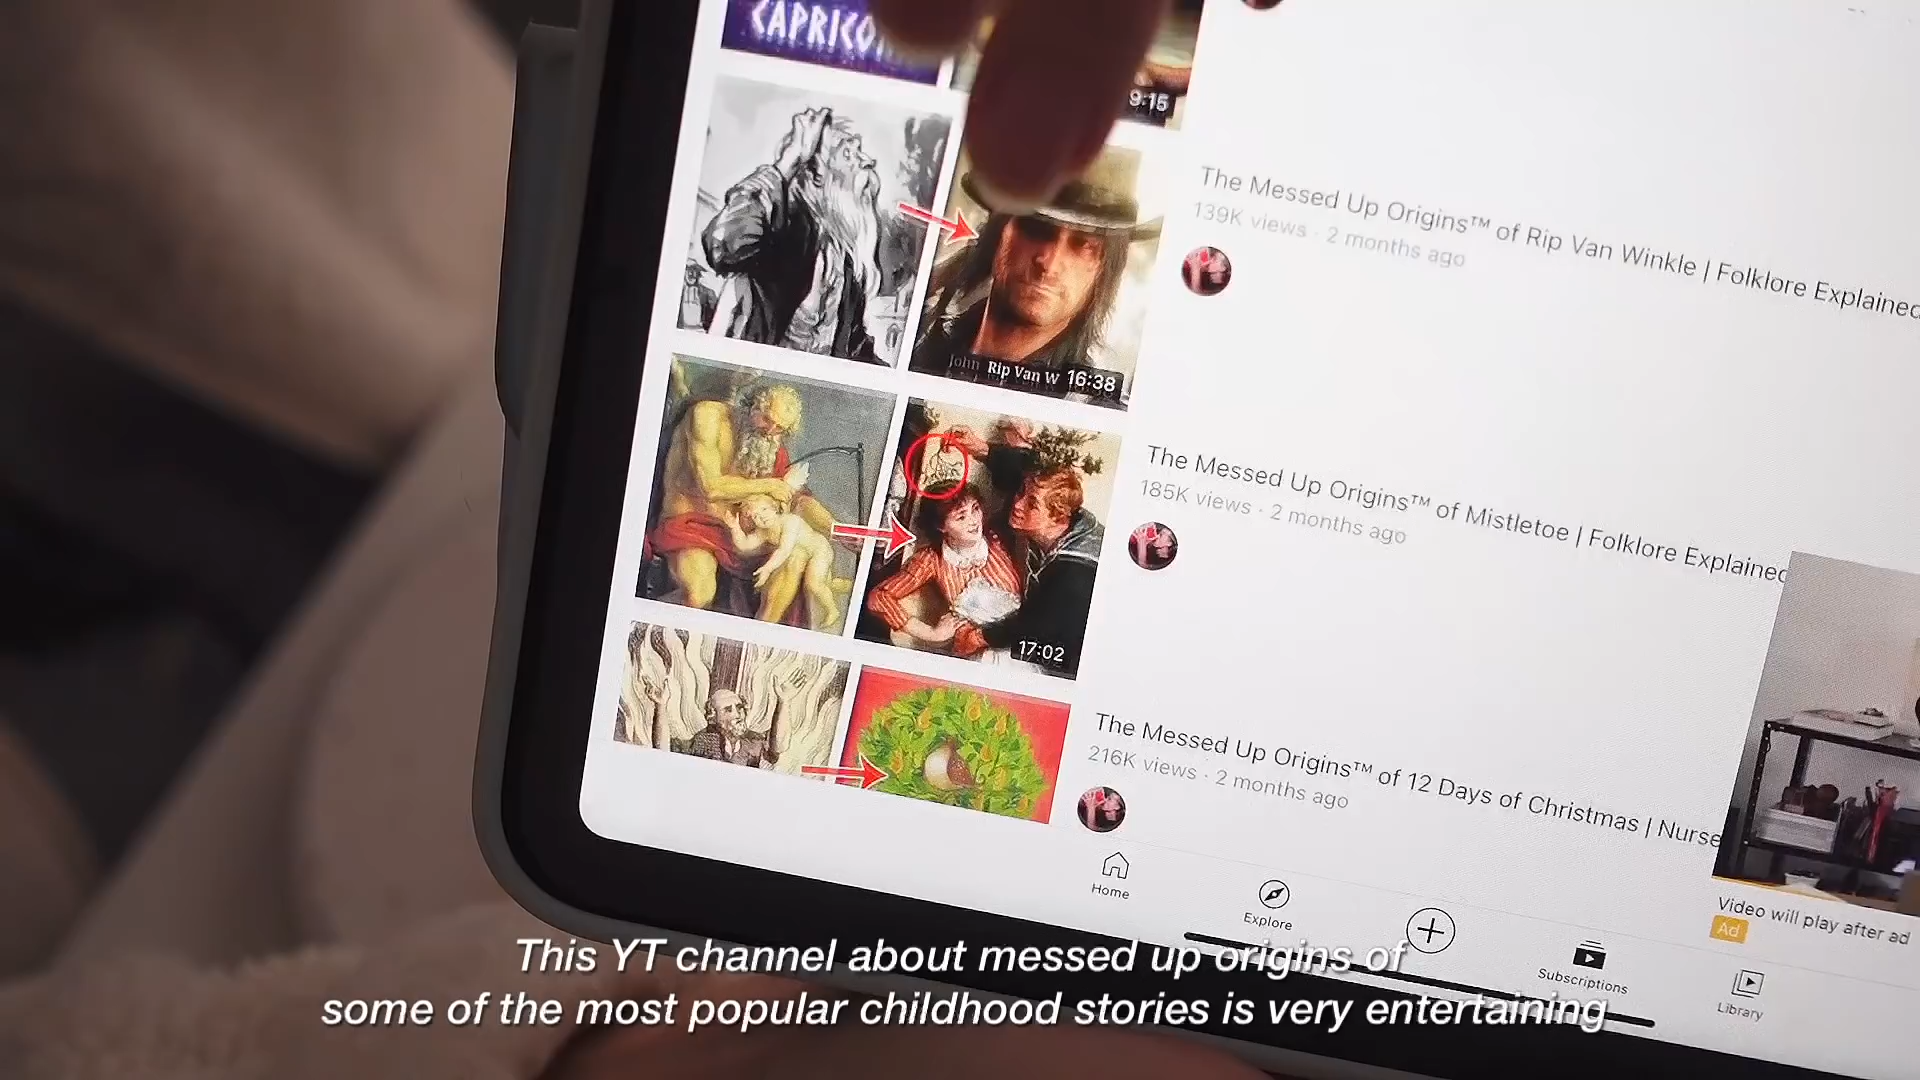 CAPRICO
9:15
The Messed Up Origins™ of Rip Van Winkle | Folklore Explained
139K views · 2 months ago
John Rip Van W 16:38
The Messed Up Origins™ of Mistletoe | Folklore Explained
185K views · 2 months ago
17:02
The Messed Up Origins™ of 12 Days of Christmas | Nurse
216K views · 2 months ago
Home
Explore
Subscriptions
Library
Video will play after ad
Ad
This YT channel about messed up origins of
some of the most popular childhood stories is very entertaining